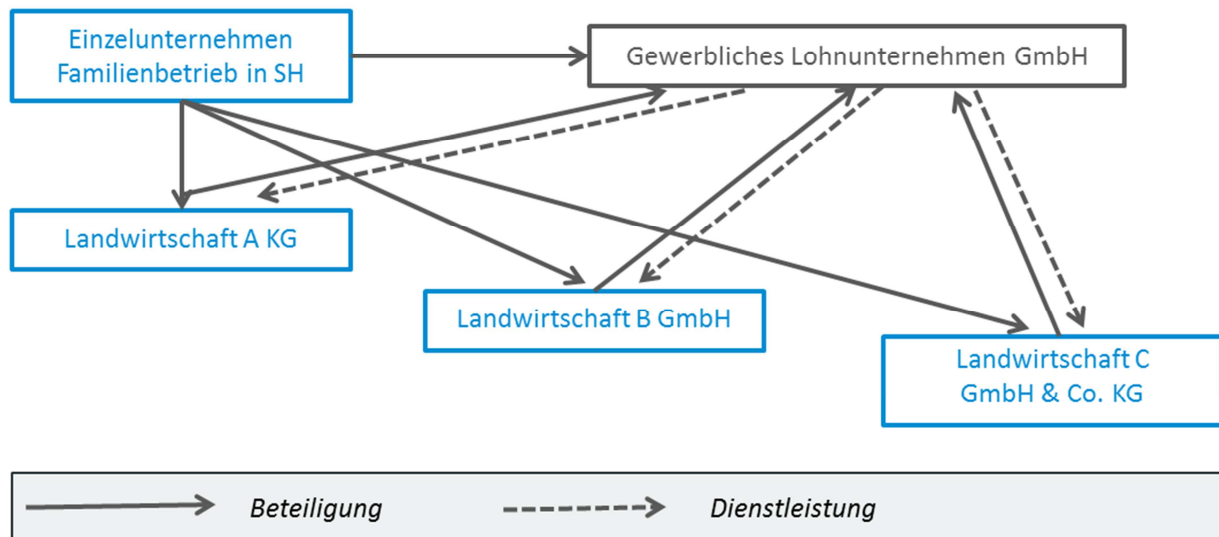 Einzelunternehmen
Familienbetrieb in SH
Gewerbliches Lohnunternehmen GmbH
Landwirtschaft A KG
Landwirtschaft B GmbH
Landwirtschaft C
GmbH & Co. KG
Beteiligung
Dienstleistung